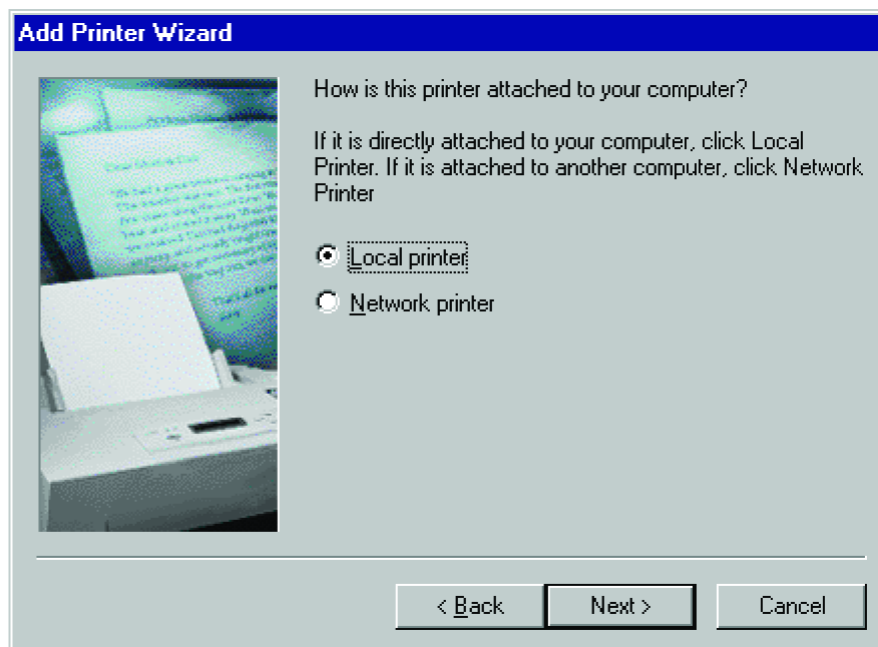 Add Printer Wizard
How is this printer attached to your computer?
If it is directly attached to your computer, click Local
Printer. If it is attached to another computer, click Network
Printer
Local printer
Network printer
< Back
Next >
Cancel